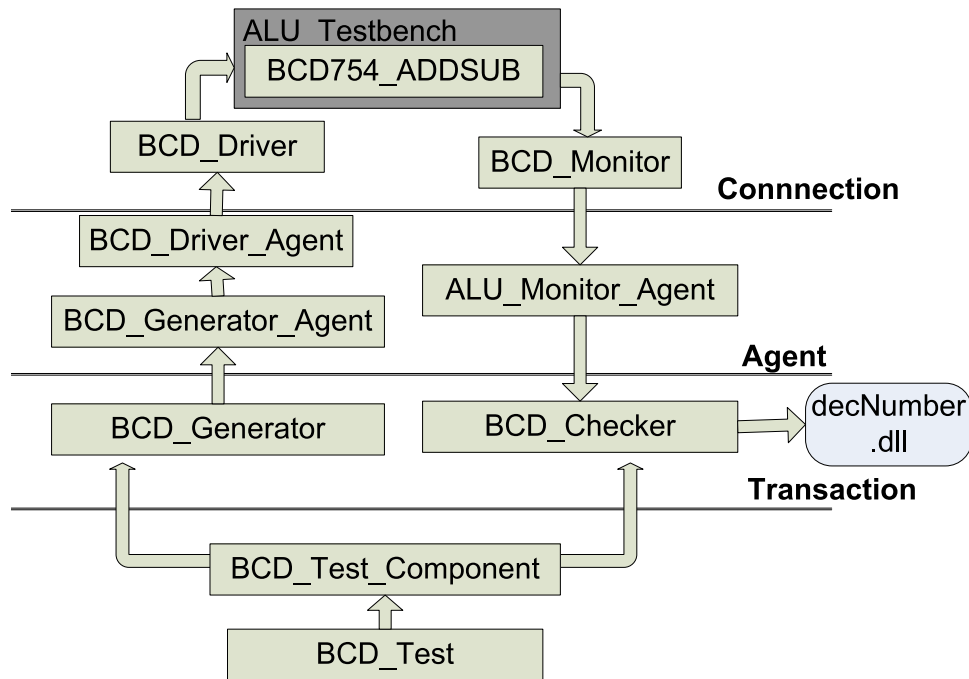 ALU_Testbench
BCD754_ADDSUB
BCD_Driver
BCD_Monitor
Connnection
BCD_Driver_Agent
ALU_Monitor_Agent
BCD_Generator_Agent
Agent
BCD_Generator
BCD_Checker
decNumber
.dll
Transaction
BCD_Test_Component
BCD_Test